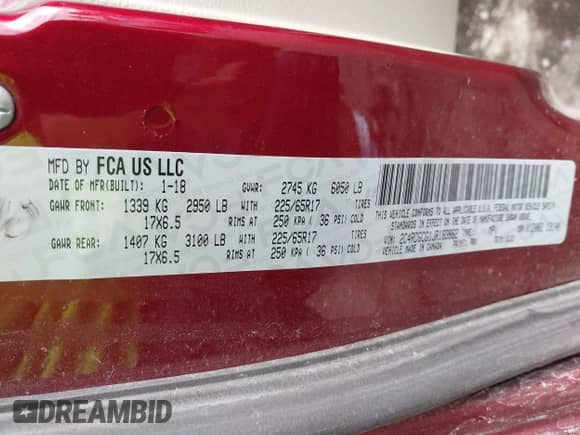 MFD BY FCA US LLC
DATE OF MFR(BUILT): 1-18 GVWR: 2745 KG 6050 LB
GAWR FRONT: 1339 KG 2950 LB WITH 225/65R17 TIRES
17X6.5 RIMS AT 250 KPA ( 36 PSI) COLD
GAWR REAR: 1407 KG 3100 LB WITH 225/65R17 TIRES
17X6.5 RIMS AT 250 KPA ( 36 PSI) COLD
THIS VEHICLE CONFORMS TO ALL APPLICABLE U.S.A. FEDERAL MOTOR VEHICLE SAFETY
STANDARDS IN EFFECT ON THE DATE OF MANUFACTURE SHOWN ABOVE.
VIN: TYPE: MPV
VEHICLE MADE IN CANADA PAINT:
DREAMBID